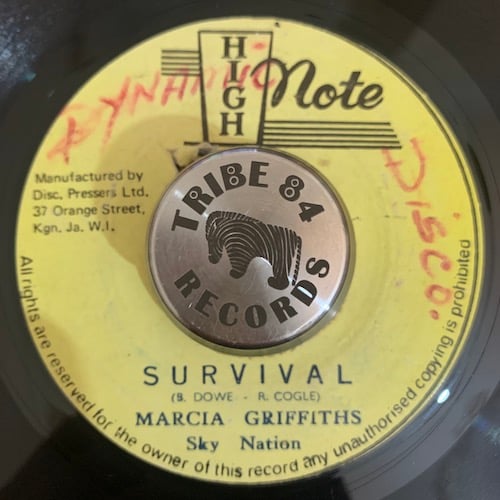 HIGH Note
DYNAMIC
DISCO.
Manufactured by
Disc. Pressers Ltd.
37 Orange Street,
Kgn. Ja. W.I.
TRIBE 84
RECORDS
SURVIVAL
(B. DOWE - R. COGLE)
MARCIA GRIFFITHS
Sky Nation
All rights are reserved for the owner of this record any unauthorised copying is prohibited